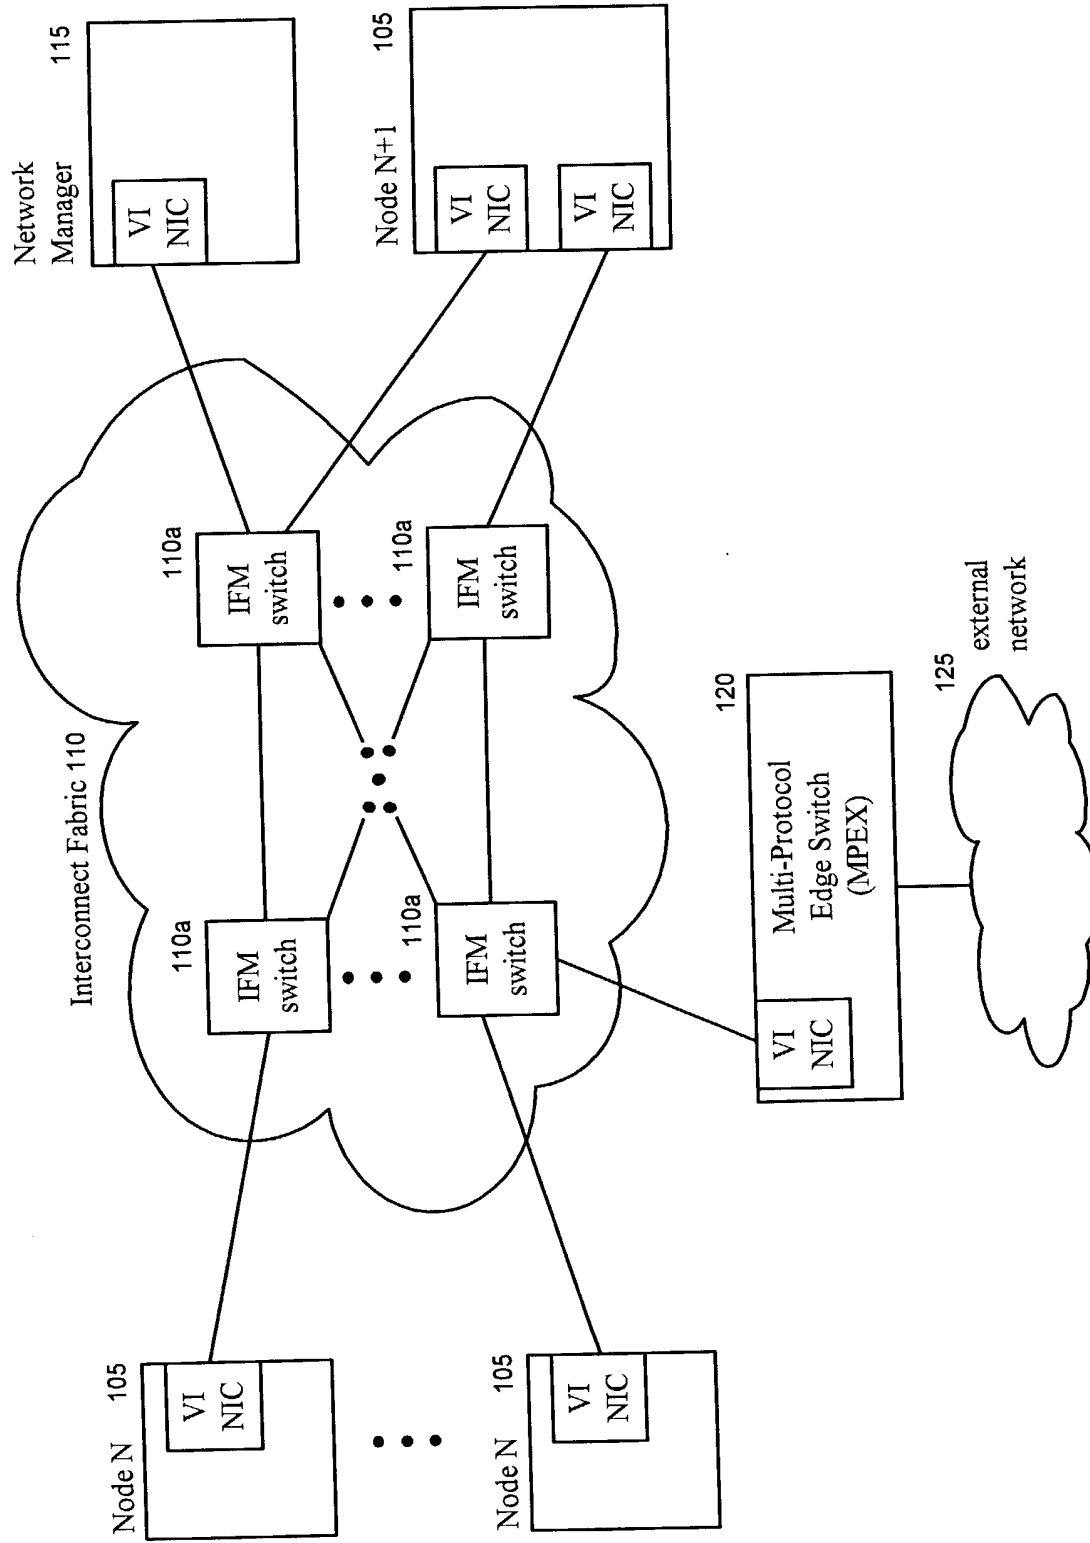 Network
Manager
115
VI
NIC
Node N+1
105
VI
NIC
VI
NIC
Interconnect Fabric 110
110a
IFM
switch
110a
IFM
switch
110a
IFM
switch
110a
IFM
switch
Node N
105
VI
NIC
Node N
105
VI
NIC
120
Multi-Protocol
Edge Switch
(MPEX)
VI
NIC
125
external
network